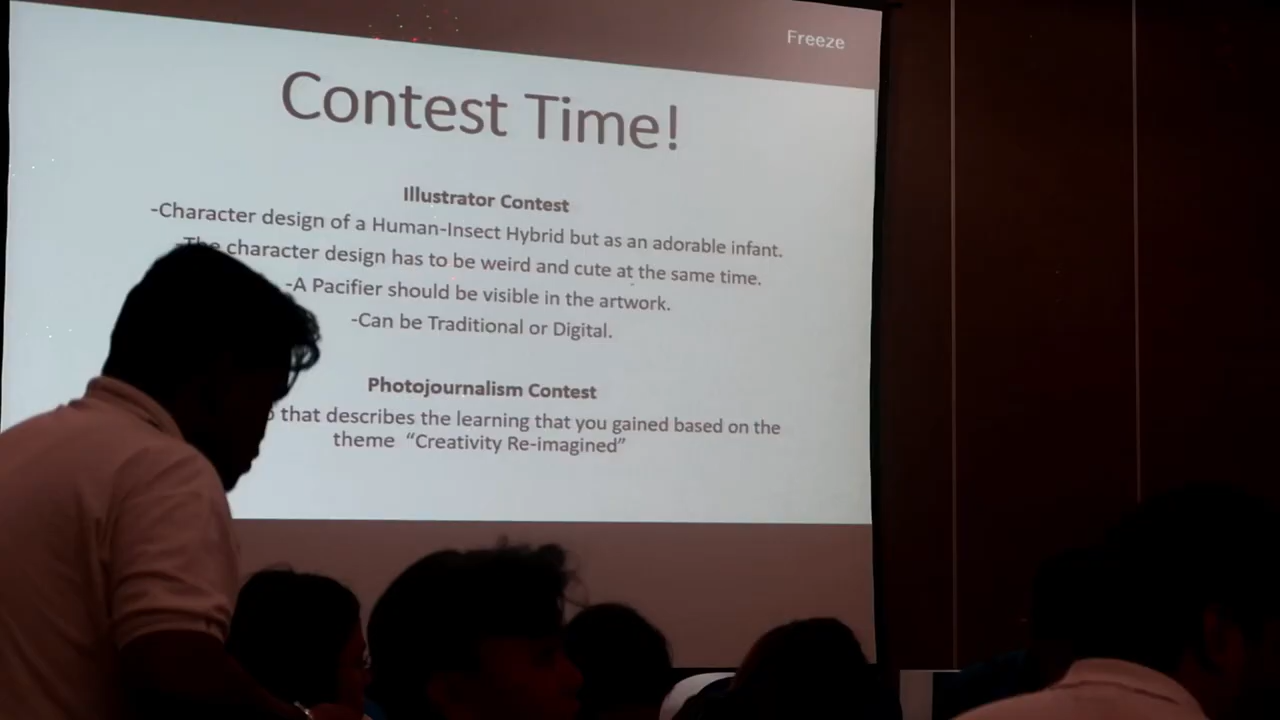 Freeze
Contest Time!
Illustrator Contest
-Character design of a Human-Insect Hybrid but as an adorable infant.
-The character design has to be weird and cute at the same time.
-A Pacifier should be visible in the artwork.
-Can be Traditional or Digital.
Photojournalism Contest
that describes the learning that you gained based on the
theme “Creativity Re-imagined”